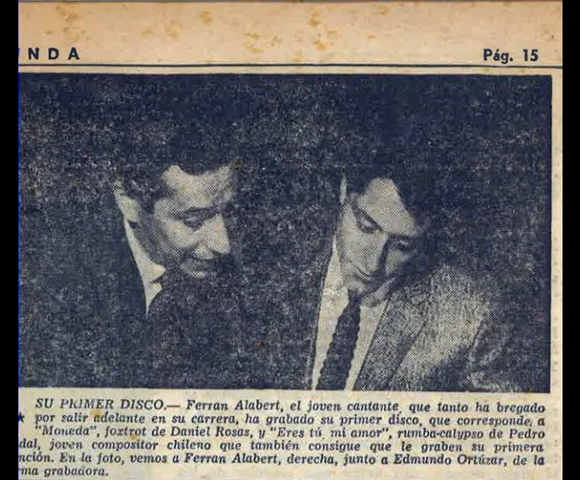 NDA
Pág. 15
SU PRIMER DISCO.— Ferran Alabert, el joven cantante que tanto ha bregado
por salir adelante en su carrera, ha grabado su primer disco, que corresponde a
"Moneda", foxtrot de Daniel Rosas, y "Eres tú mi amor", rumba-calypso de Pedro
dal, joven compositor chileno que también consigue que le graben su primera
nción. En la foto, vemos a Ferran Alabert, derecha, junto a Edmundo Ortúzar, de la
ma grabadora.